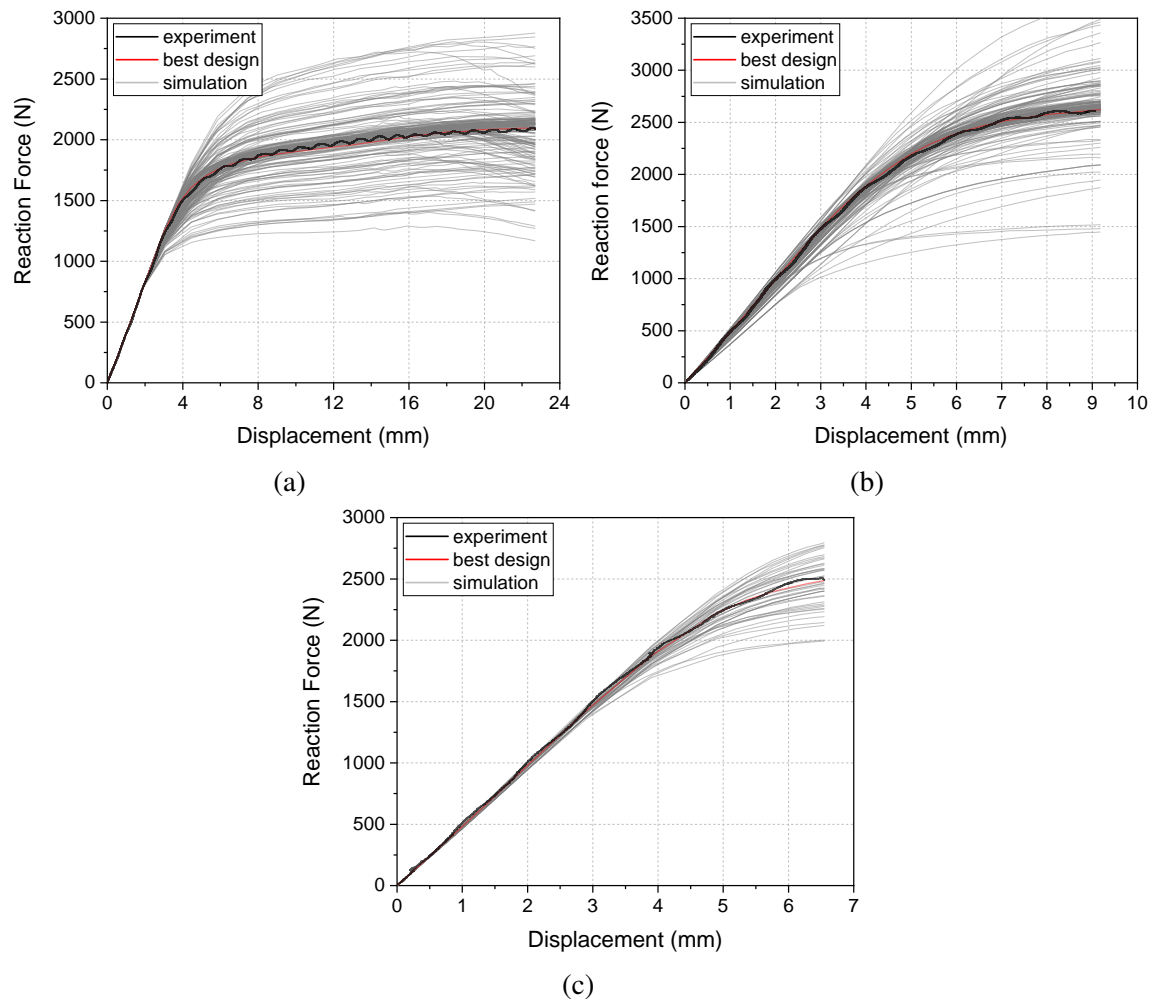 3000
2500
2000
1500
1000
500
0
Reaction Force (N)
experiment
best design
simulation
0 4 8 12 16 20 24
Displacement (mm)
(a)
3500
3000
2500
2000
1500
1000
500
0
Reaction force (N)
experiment
best design
simulation
0 1 2 3 4 5 6 7 8 9 10
Displacement (mm)
(b)
3000
2500
2000
1500
1000
500
0
Reaction Force (N)
experiment
best design
simulation
0 1 2 3 4 5 6 7
Displacement (mm)
(c)